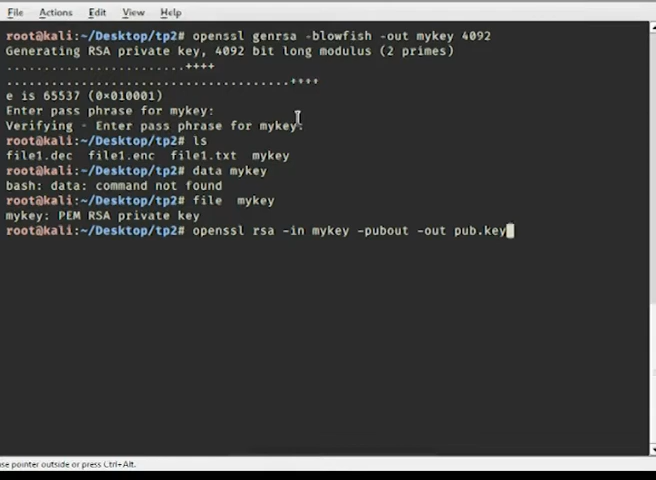 File Actions Edit View Help
root@kali:~/Desktop/tp2# openssl genrsa -blowfish -out mykey 4092
Generating RSA private key, 4092 bit long modulus (2 primes)
........................++++
......................................++++
e is 65537 (0×010001)
Enter pass phrase for mykey:
Verifying - Enter pass phrase for mykey:
root@kali:~/Desktop/tp2# ls
file1.dec file1.enc file1.txt mykey
root@kali:~/Desktop/tp2# data mykey
bash: data: command not found
root@kali:~/Desktop/tp2# file  mykey
mykey: PEM RSA private key
root@kali:~/Desktop/tp2# openssl rsa -in mykey -pubout -out pub.key
se pointer outside or press Ctrl+Alt.